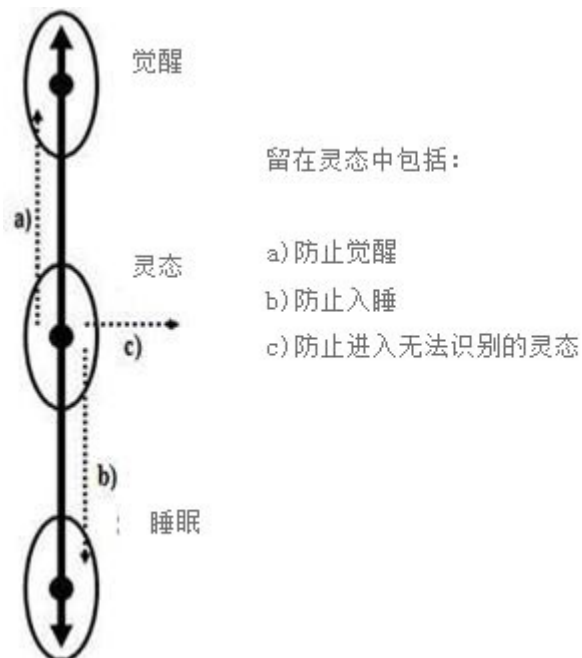 觉醒
留在灵态中包括：
a)
灵态
a)防止觉醒
b)防止入睡
c)
c)防止进入无法识别的灵态
b)
睡眠